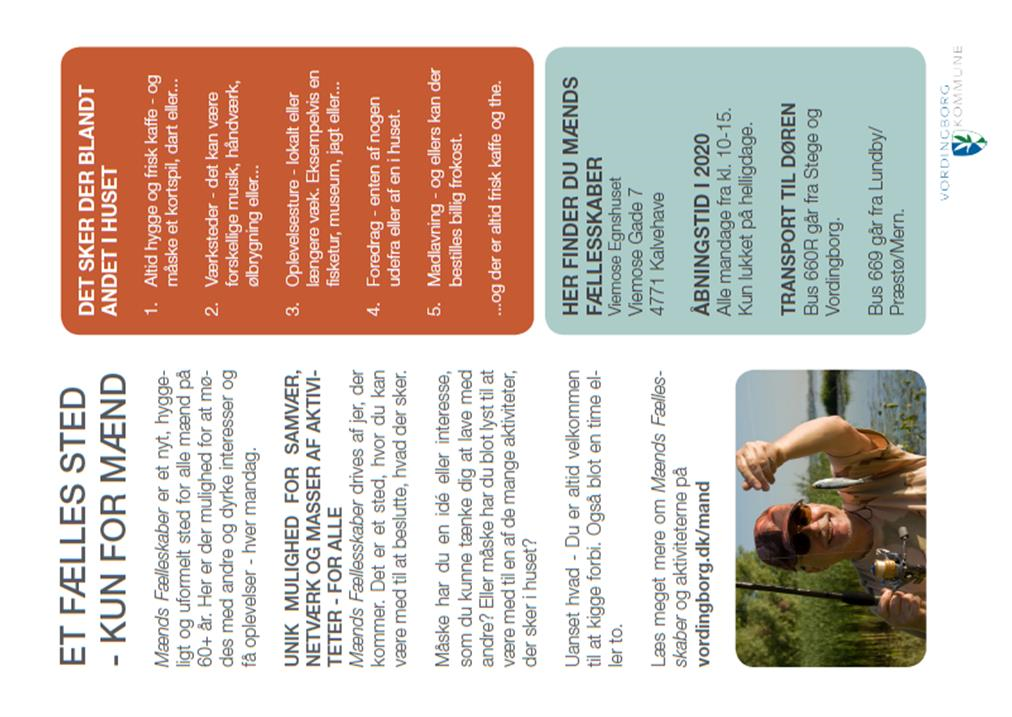 ET FÆLLES STED
- KUN FOR MÆND
Mænds Fælleskaber er et nyt, hygge-
ligt og uformelt sted for alle mænd på
60+ år. Her er der mulighed for at mø-
des med andre og dyrke interesser og
få oplevelser - hver mandag.
UNIK MULIGHED FOR SAMVÆR,
NETVÆRK OG MASSER AF AKTIVI-
TETER - FOR ALLE
Mænds Fællesskaber drives af jer, der
kommer. Det er et sted, hvor du kan
være med til at beslutte, hvad der sker.
Måske har du en idé eller interesse,
som du kunne tænke dig at lave med
andre? Eller måske har du blot lyst til at
være med til en af de mange aktiviteter,
der sker i huset?
Uanset hvad - Du er altid velkommen
til at kigge forbi. Også blot en time el-
ler to.
Læs meget mere om Mænds Fælles-
skaber og aktiviteterne på
vordingborg.dk/mand
DET SKER DER BLANDT
ANDET I HUSET
1. Altid hygge og frisk kaffe - og
måske et kortspil, dart eller...
2. Værksteder - det kan være
forskellige musik, håndværk,
ølbrygning eller...
3. Oplevelsesture - lokalt eller
længere væk. Eksempelvis en
fisketur, museum, jagt eller...
4. Foredrag - enten af nogen
udefra eller af en i huset.
5. Madlavning - og ellers kan der
bestilles billig frokost.
...og der er altid frisk kaffe og the.
HER FINDER DU MÆNDS
FÆLLESSKABER
Viemose Egnshuset
Viemose Gade 7
4771 Kalvehave
ÅBNINGSTID I 2020
Alle mandage fra kl. 10-15.
Kun lukket på helligdage.
TRANSPORT TIL DØREN
Bus 660R går fra Stege og
Vordingborg.
Bus 669 går fra Lundby/
Præstø/Mern.
VORDINGBORG
KOMMUNE